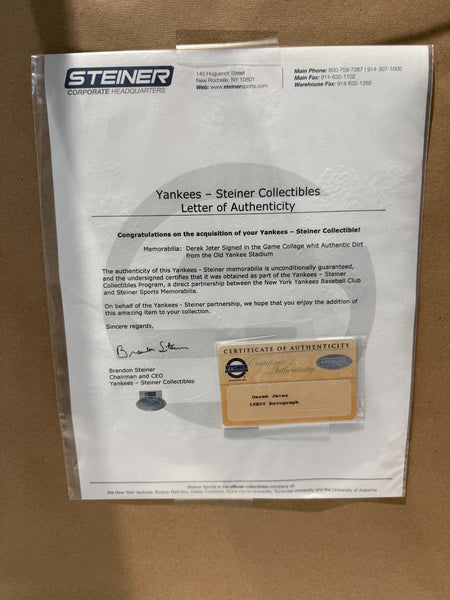 STEINER
CORPORATE HEADQUARTERS
145 Huguenot Street
New Rochelle, NY 10801
Web: www.steinersports.com
Main Phone: 800-759-7267 | 914-307-1000
Main Fax: 914-632-1102
Warehouse Fax: 914-632-1265
Yankees – Steiner Collectibles
Letter of Authenticity
Congratulations on the acquisition of your Yankees – Steiner Collectible!
Memorabilia: Derek Jeter Signed in the Game Collage whit Authentic Dirt
from the Old Yankee Stadium
The authenticity of this Yankees - Steiner memorabilia is unconditionally guaranteed,
and the undersigned certifies that it was obtained as part of the Yankees – Steiner
Collectibles Program, a direct partnership between the New York Yankees Baseball Club
and Steiner Sports Memorabilia.
On behalf of the Yankees - Steiner partnership, we hope that you enjoy the addition of
this amazing item to your collection.
Sincere regards,
Brandon Steiner
Brandon Steiner
Chairman and CEO
Yankees – Steiner Collectibles
CERTIFICATE OF AUTHENTICITY
Certificate of
Authenticity
STEINER
Derek Jeter
16X20 Autograph
Steiner Sports is the official collectibles company of:
the New York Yankees, Boston Red Sox, Dallas Cowboys, Notre Dame University, Syracuse University and the University of Alabama